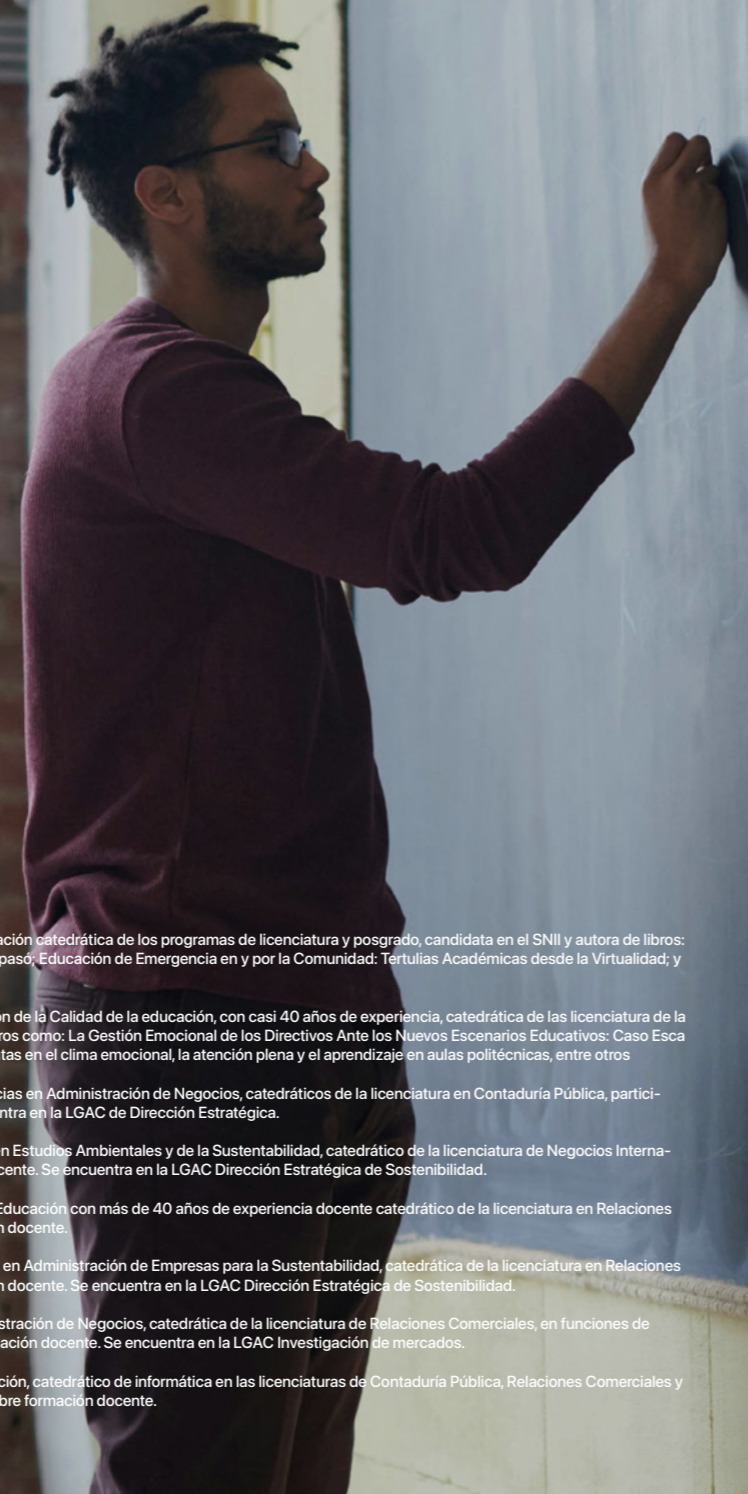 ación catedrática de los programas de licenciatura y posgrado, candidata en el SNII y autora de libros:
pasó; Educación de Emergencia en y por la Comunidad: Tertulias Académicas desde la Virtualidad; y
ón de la Calidad de la educación, con casi 40 años de experiencia, catedrática de las licenciatura de la
ros como: La Gestión Emocional de los Directivos Ante los Nuevos Escenarios Educativos: Caso Esca
tas en el clima emocional, la atención plena y el aprendizaje en aulas politécnicas, entre otros
cias en Administración de Negocios, catedráticos de la licenciatura en Contaduría Pública, partici-
ntra en la LGAC de Dirección Estratégica.
en Estudios Ambientales y de la Sustentabilidad, catedrático de la licenciatura de Negocios Interna-
cente. Se encuentra en la LGAC Dirección Estratégica de Sostenibilidad.
Educación con más de 40 años de experiencia docente catedrático de la licenciatura en Relaciones
n docente.
en Administración de Empresas para la Sustentabilidad, catedrática de la licenciatura en Relaciones
n docente. Se encuentra en la LGAC Dirección Estratégica de Sostenibilidad.
stración de Negocios, catedrática de la licenciatura de Relaciones Comerciales, en funciones de
ación docente. Se encuentra en la LGAC Investigación de mercados.
ción, catedrático de informática en las licenciaturas de Contaduría Pública, Relaciones Comerciales y
bre formación docente.